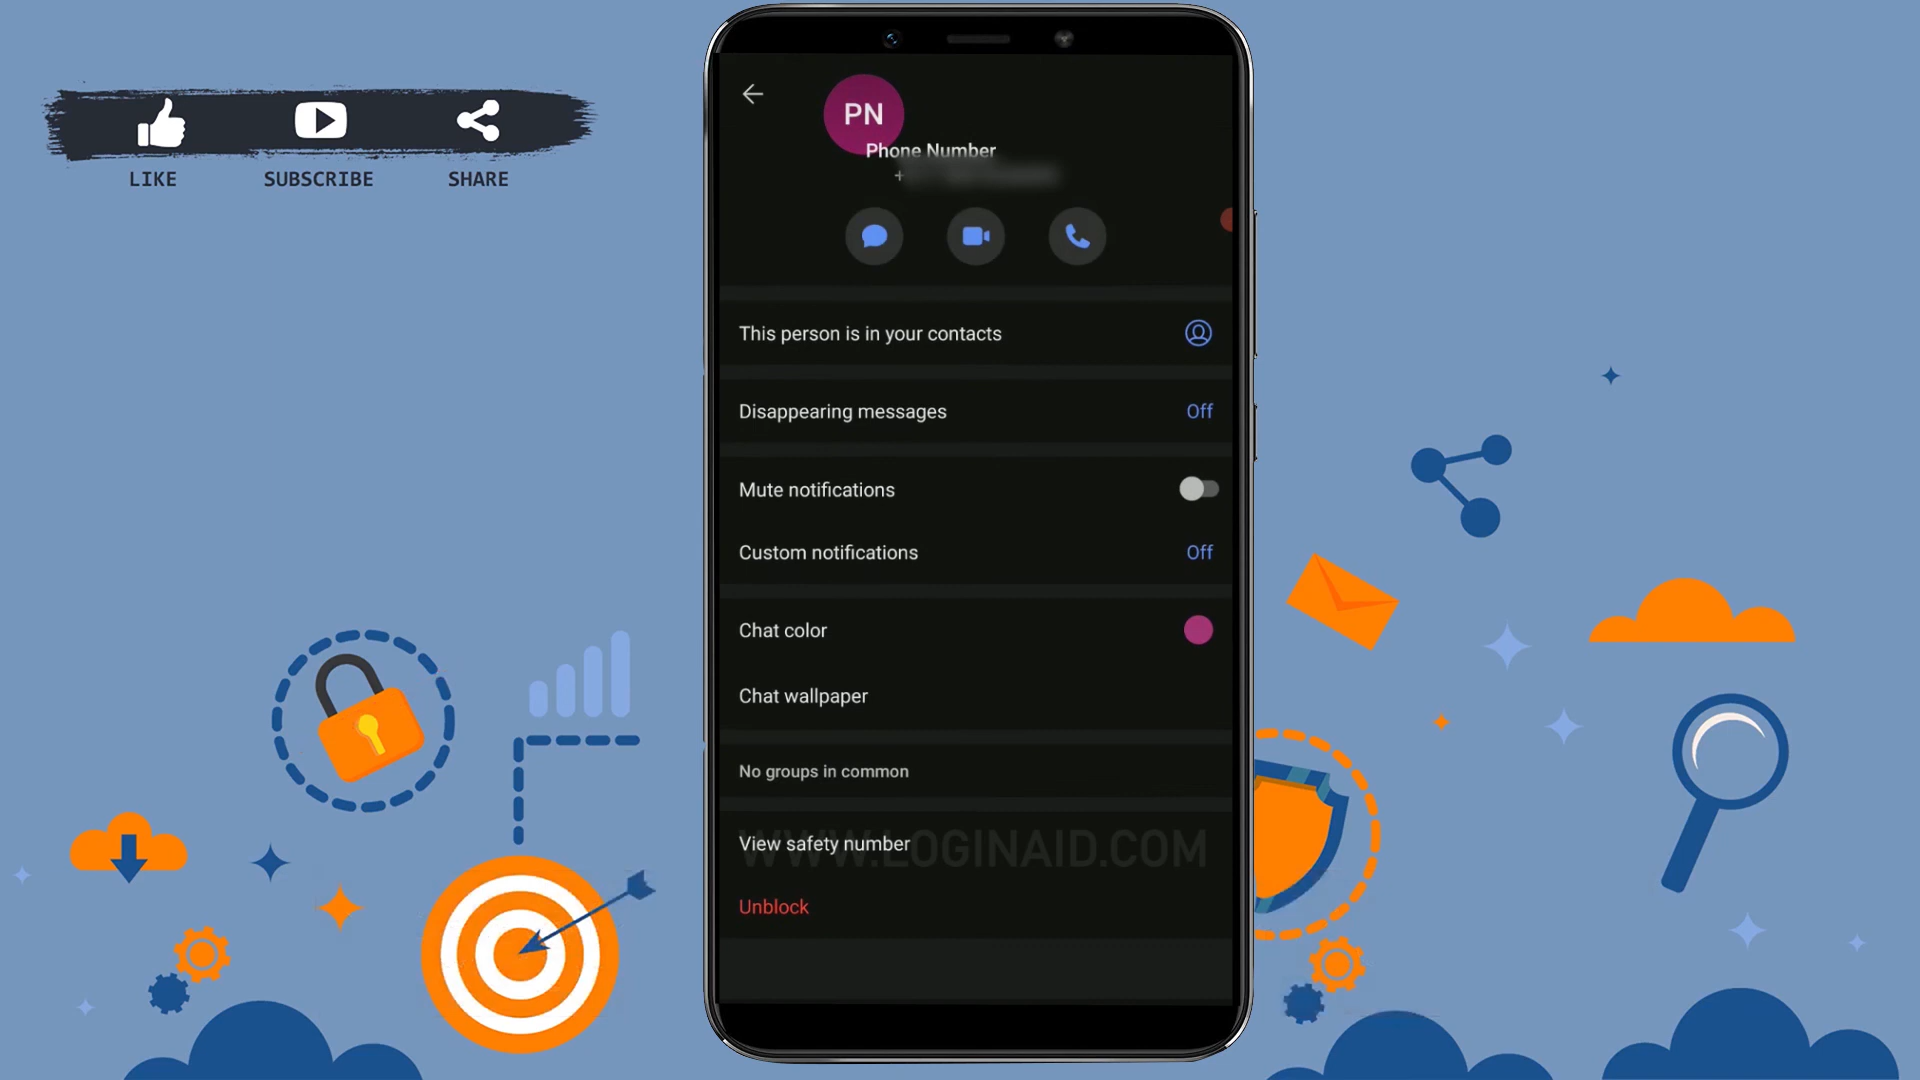 LIKE SUBSCRIBE SHARE
PN
Phone Number
+
This person is in your contacts
Disappearing messages Off
Mute notifications
Custom notifications Off
Chat color
Chat wallpaper
No groups in common
View safety number
WWW.LOGINAID.COM
Unblock